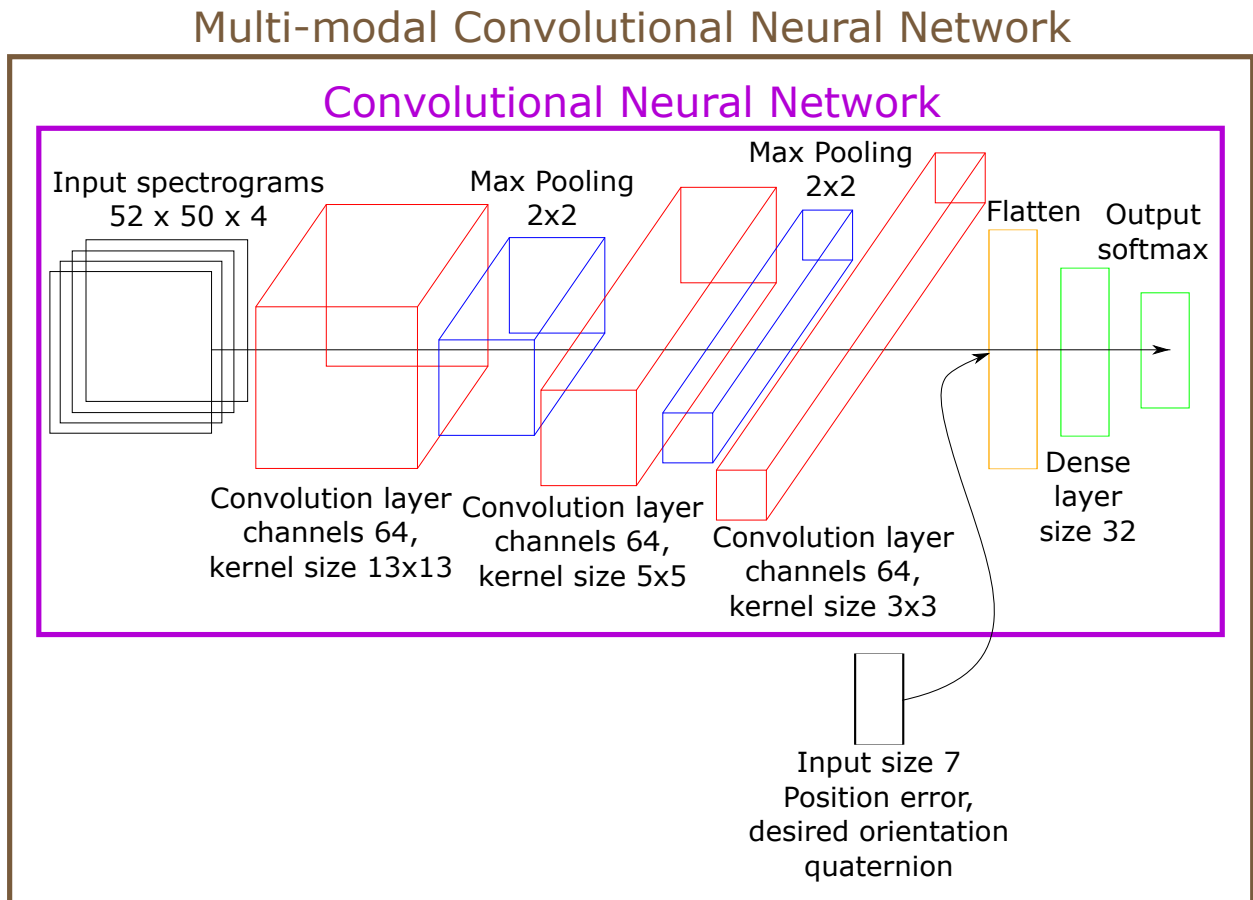 Multi-modal Convolutional Neural Network
Convolutional Neural Network
Input spectrograms
52 x 50 x 4
Max Pooling
2x2
Max Pooling
2x2
Flatten
Output
softmax
Convolution layer
channels 64,
kernel size 13x13
Convolution layer
channels 64,
kernel size 5x5
Convolution layer
channels 64,
kernel size 3x3
Dense
layer
size 32
Input size 7
Position error,
desired orientation
quaternion